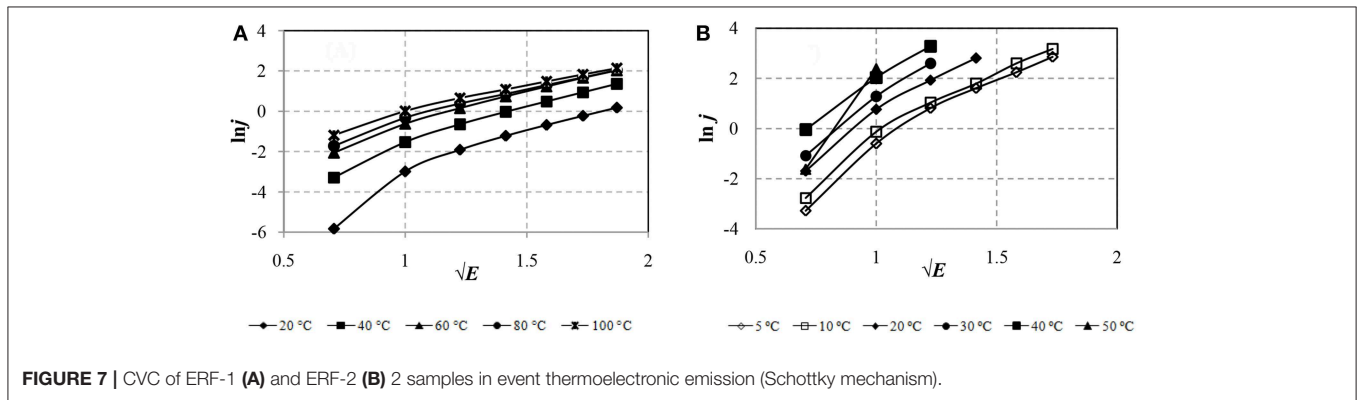 A
(A)
4
2
0
-2
-4
-6
ln j
0.5 1 1.5 2
√E
20 °C 40 °C 60 °C 80 °C 100 °C
B
4
2
0
-2
-4
ln j
0.5 1 1.5 2
√E
5 °C 10 °C 20 °C 30 °C 40 °C 50 °C
FIGURE 7 | CVC of ERF-1 (A) and ERF-2 (B) 2 samples in event thermoelectronic emission (Schottky mechanism).